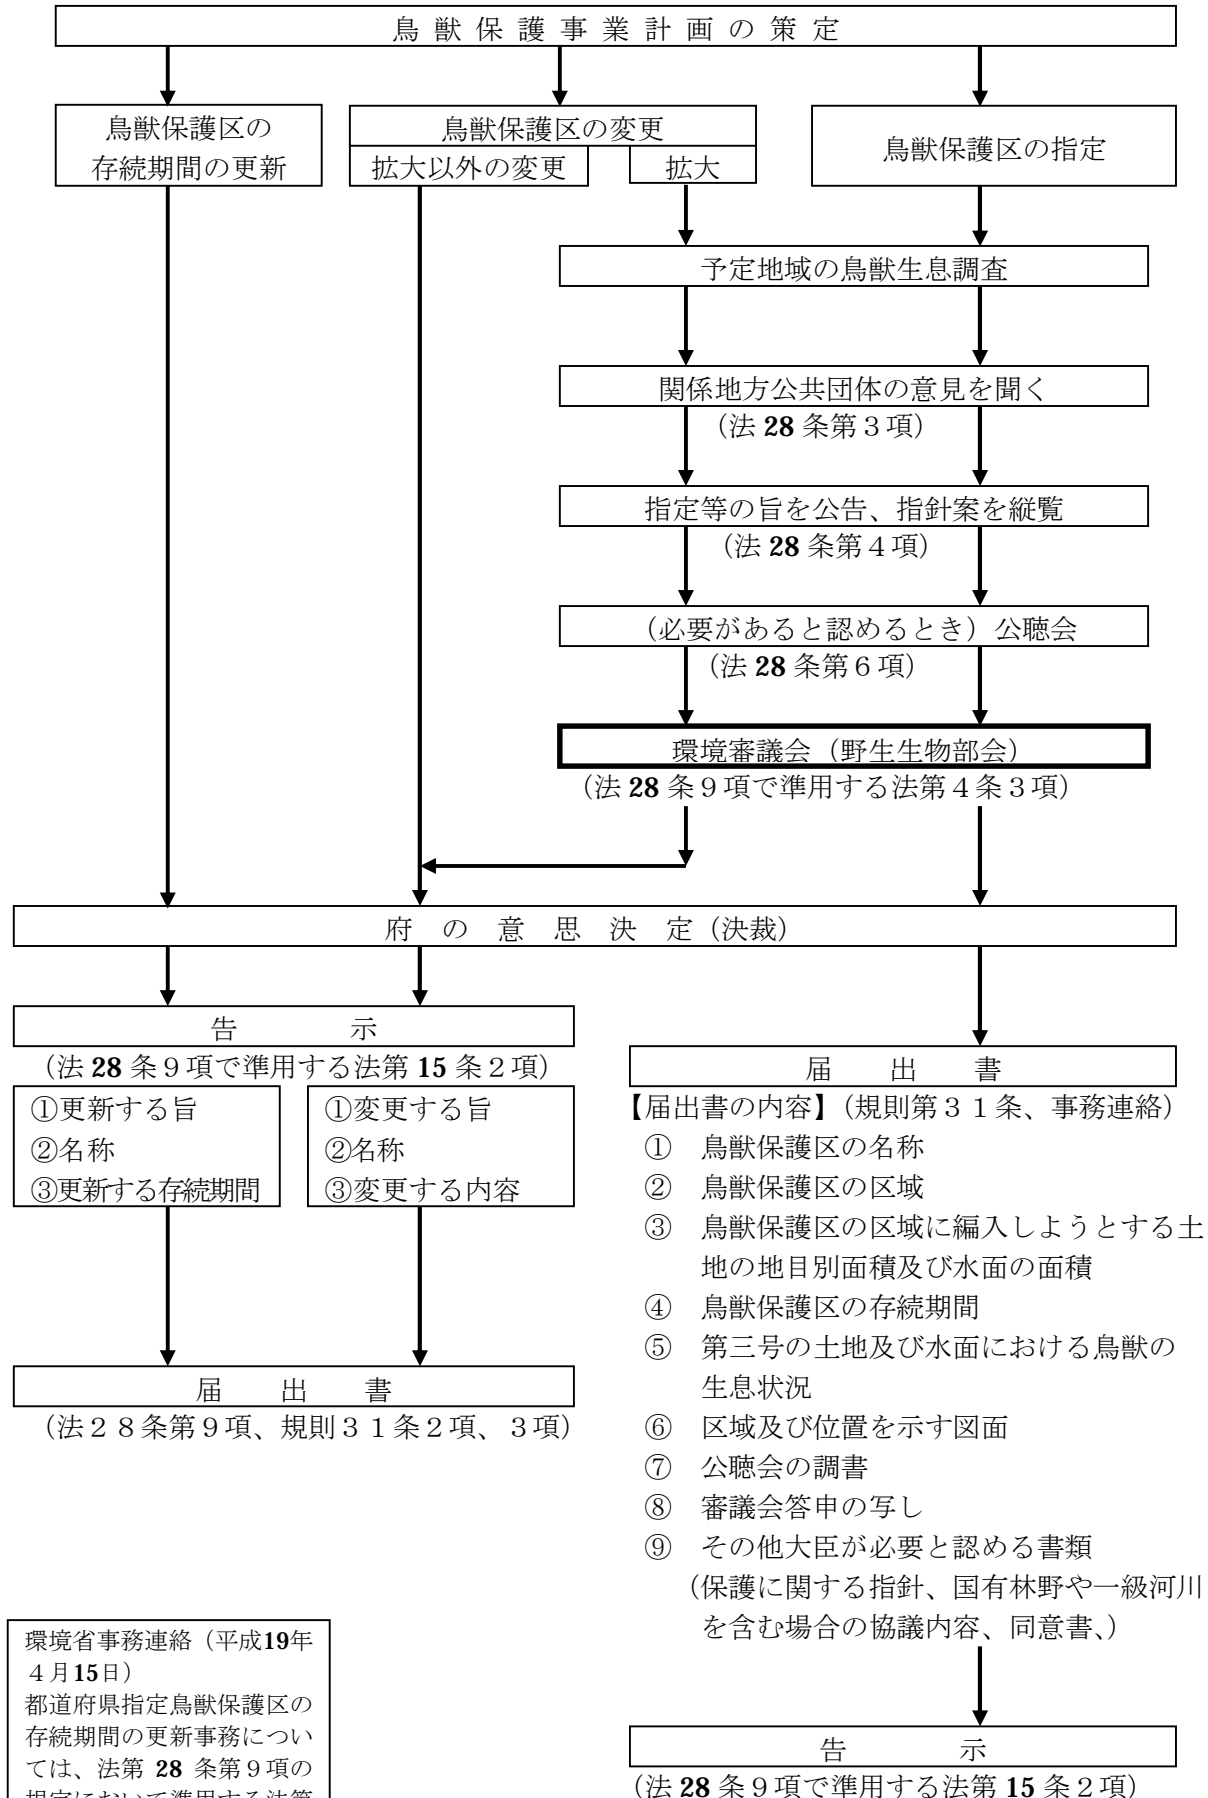 鳥獣保護事業計画の策定
鳥獣保護区の
存続期間の更新
鳥獣保護区の変更
拡大以外の変更
拡大
鳥獣保護区の指定
予定地域の鳥獣生息調査
関係地方公共団体の意見を聞く
（法 28 条第３項）
指定等の旨を公告、指針案を縦覧
（法 28 条第４項）
（必要があると認めるとき）公聴会
（法 28 条第６項）
環境審議会（野生生物部会）
（法 28 条９項で準用する法第４条３項）
府の意思決定（決裁）
告示
（法 28 条９項で準用する法第 15 条２項）
①更新する旨
②名称
③更新する存続期間
①変更する旨
②名称
③変更する内容
届出書
（法２８条第９項、規則３１条２項、３項）
届出書
【届出書の内容】（規則第３１条、事務連絡）
① 鳥獣保護区の名称
② 鳥獣保護区の区域
③ 鳥獣保護区の区域に編入しようとする土
地の地目別面積及び水面の面積
④ 鳥獣保護区の存続期間
⑤ 第三号の土地及び水面における鳥獣の
生息状況
⑥ 区域及び位置を示す図面
⑦ 公聴会の調書
⑧ 審議会答申の写し
⑨ その他大臣が必要と認める書類
（保護に関する指針、国有林野や一級河川
を含む場合の協議内容、同意書、）
告示
（法 28 条９項で準用する法第 15 条２項）
環境省事務連絡（平成19年
４月15日）
都道府県指定鳥獣保護区の
存続期間の更新事務につい
ては、法第 28 条第９項の